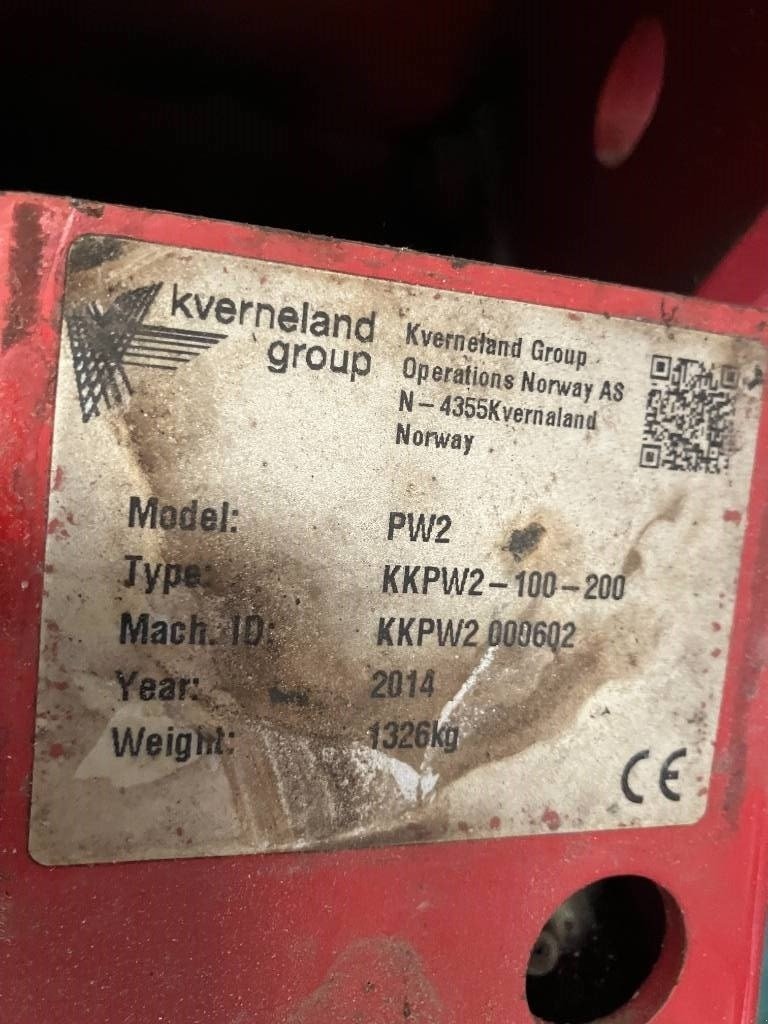 kverneland
group
Kverneland Group
Operations Norway AS
N-4355Kvernaland
Norway
Model: PW2
Type: KKPW2-100-200
Mach. ID: KKPW2 000602
Year: 2014
Weight: 1326kg
CE